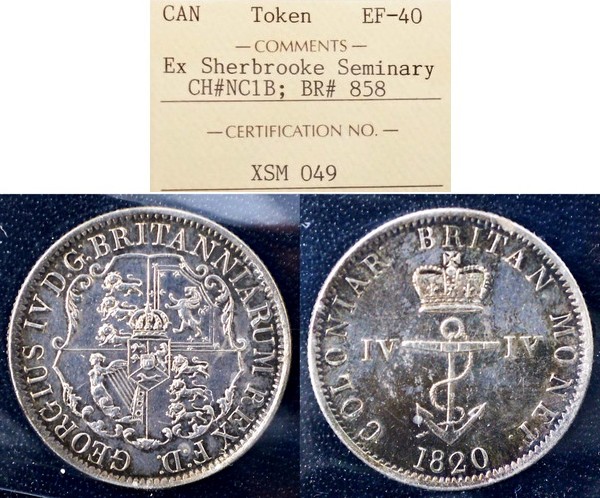 CAN Token EF-40
— COMMENTS —
Ex Sherbrooke Seminary
CH#NC1B; BR# 858
— CERTIFICATION NO. —
XSM 049
GEORGIUS IV D.G. BRITANNIARUM REX F:D.
COLONIAR BRITAN MONET.
IV IV
1820